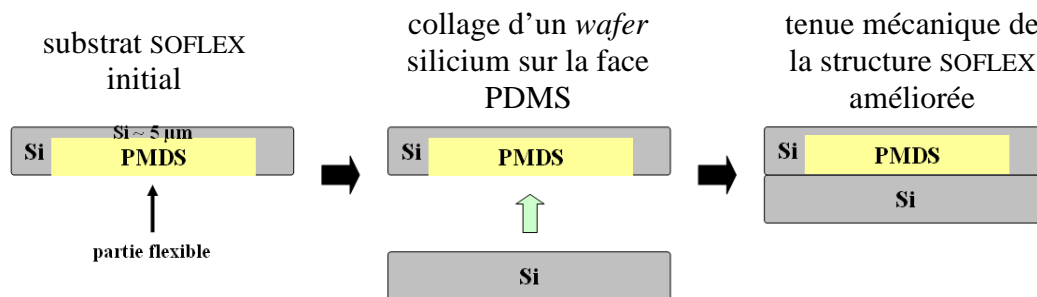 substrat SOFLEX
initial
collage d'un wafer
silicium sur la face
PDMS
tenue mécanique de
la structure SOFLEX
améliorée
Si ~ 5 µm
Si
PMDS
partie flexible
Si
PMDS
Si
Si
PMDS
Si